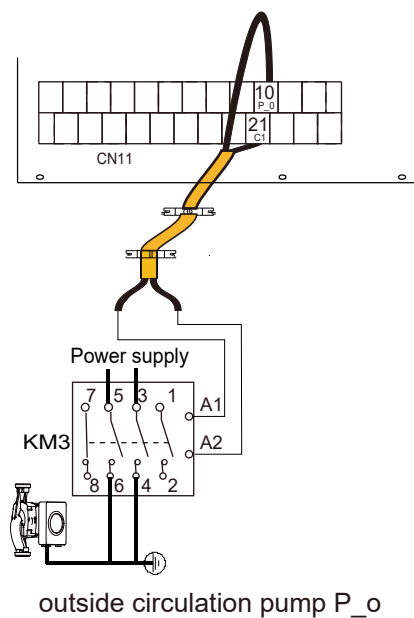 10
P_0
21
C1
CN11
Power supply
7 5 3 1
A1
KM3
A2
8 6 4 2
outside circulation pump P_o